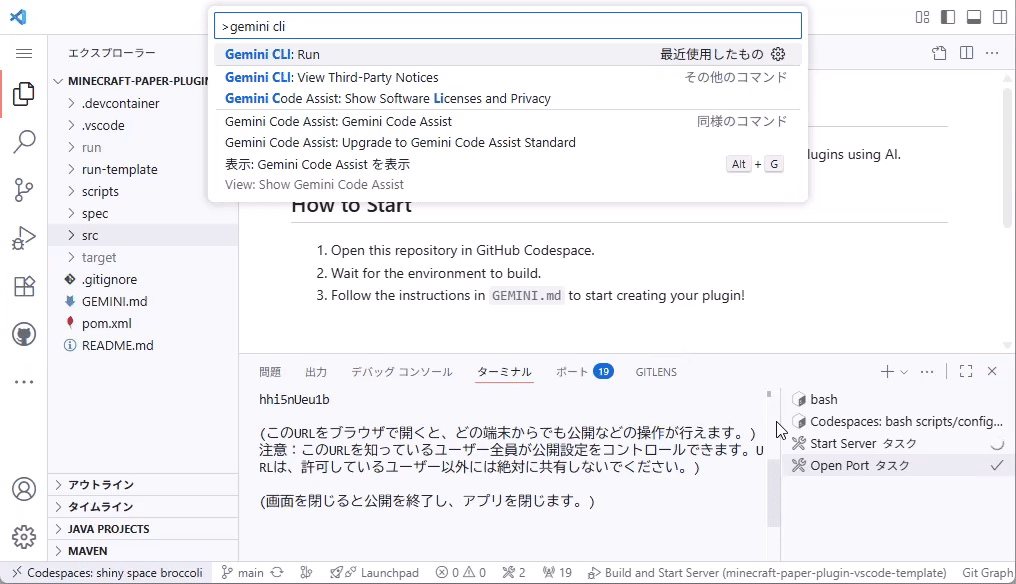 >gemini cli
Gemini CLI: Run 最近使用したもの
Gemini CLI: View Third-Party Notices その他のコマンド
Gemini Code Assist: Show Software Licenses and Privacy
Gemini Code Assist: Gemini Code Assist 同様のコマンド
Gemini Code Assist: Upgrade to Gemini Code Assist Standard
表示: Gemini Code Assist を表示 Alt + G
View: Show Gemini Code Assist
エクスプローラー
MINECRAFT-PAPER-PLUGIN
.devcontainer
.vscode
run
run-template
scripts
spec
src
target
.gitignore
GEMINI.md
pom.xml
README.md
アウトライン
タイムライン
JAVA PROJECTS
MAVEN
lugins using AI.
How to Start
1. Open this repository in GitHub Codespace.
2. Wait for the environment to build.
3. Follow the instructions in GEMINI.md to start creating your plugin!
問題 出力 デバッグ コンソール ターミナル ポート 19 GITLENS
hhi5nUeu1b
(このURLをブラウザで開くと、どの端末からでも公開などの操作が行えます。)
注意：このURLを知っているユーザー全員が公開設定をコントロールできます。U
RLは、許可しているユーザー以外には絶対に共有しないでください。)
(画面を閉じると公開を終了し、アプリを閉じます。)
bash
Codespaces: bash scripts/config...
Start Server タスク
Open Port タスク
Codespaces: shiny space broccoli main Launchpad 0 0 2 19 Build and Start Server (minecraft-paper-plugin-vscode-template) Git Graph